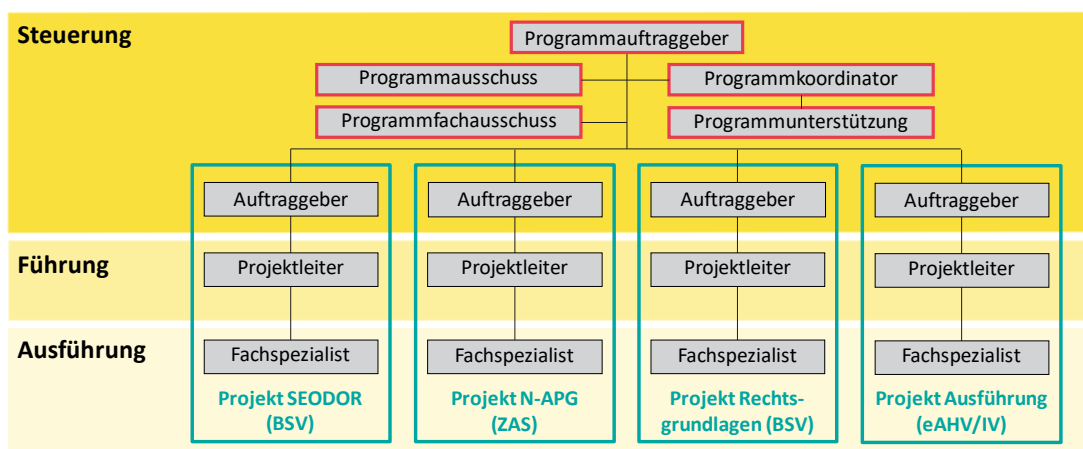 Steuerung
Programmauftraggeber
Programmausschuss
Programmkoordinator
Programmfachausschuss
Programmunterstützung
Auftraggeber
Auftraggeber
Auftraggeber
Auftraggeber
Führung
Projektleiter
Projektleiter
Projektleiter
Projektleiter
Ausführung
Fachspezialist
Fachspezialist
Fachspezialist
Fachspezialist
Projekt SEODOR
(BSV)
Projekt N-APG
(ZAS)
Projekt Rechts-
grundlagen (BSV)
Projekt Ausführung
(eAHV/IV)